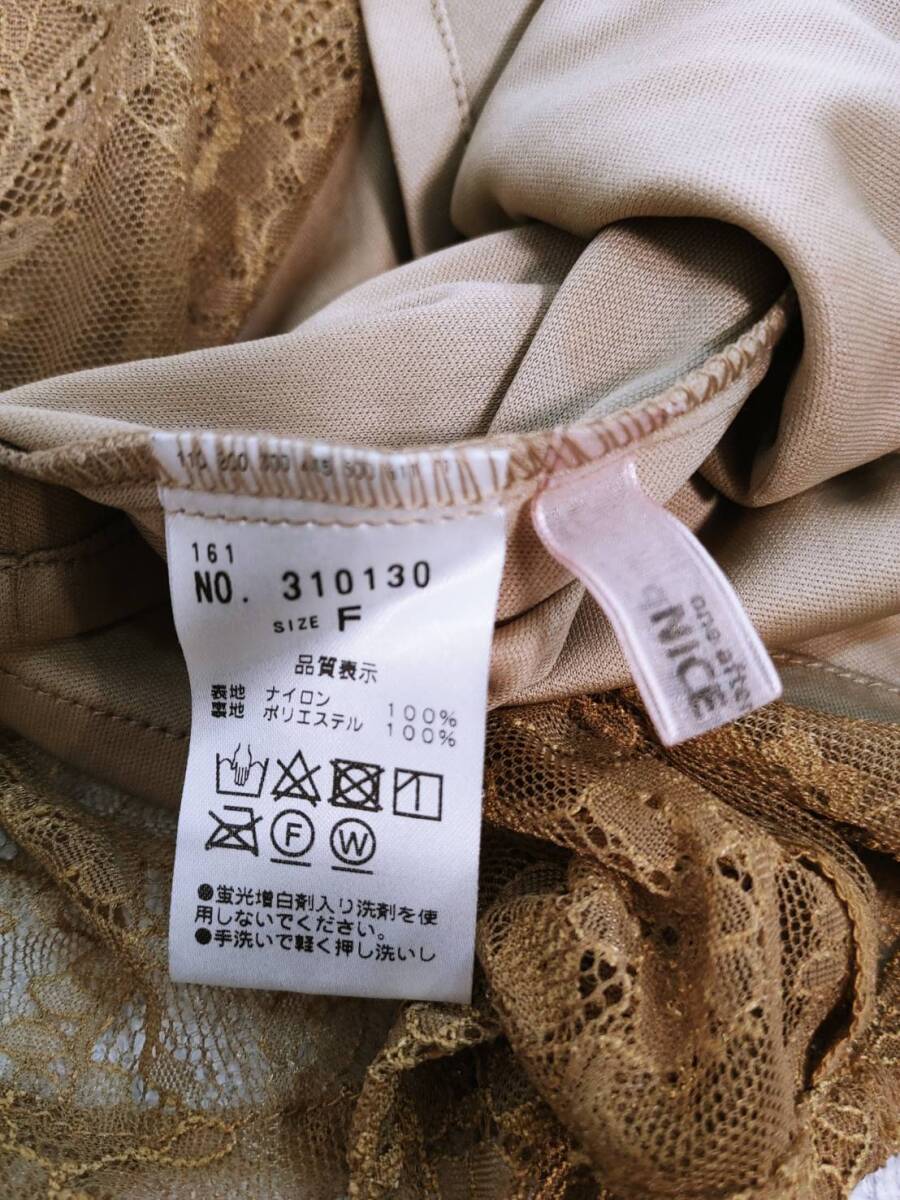 161
NO. 310130
SIZE F
品質表示
表地 ナイロン 100%
裏地 ポリエステル 100%
F W
●蛍光増白剤入り洗剤を使
用しないでください。
●手洗いで軽く押し洗いし